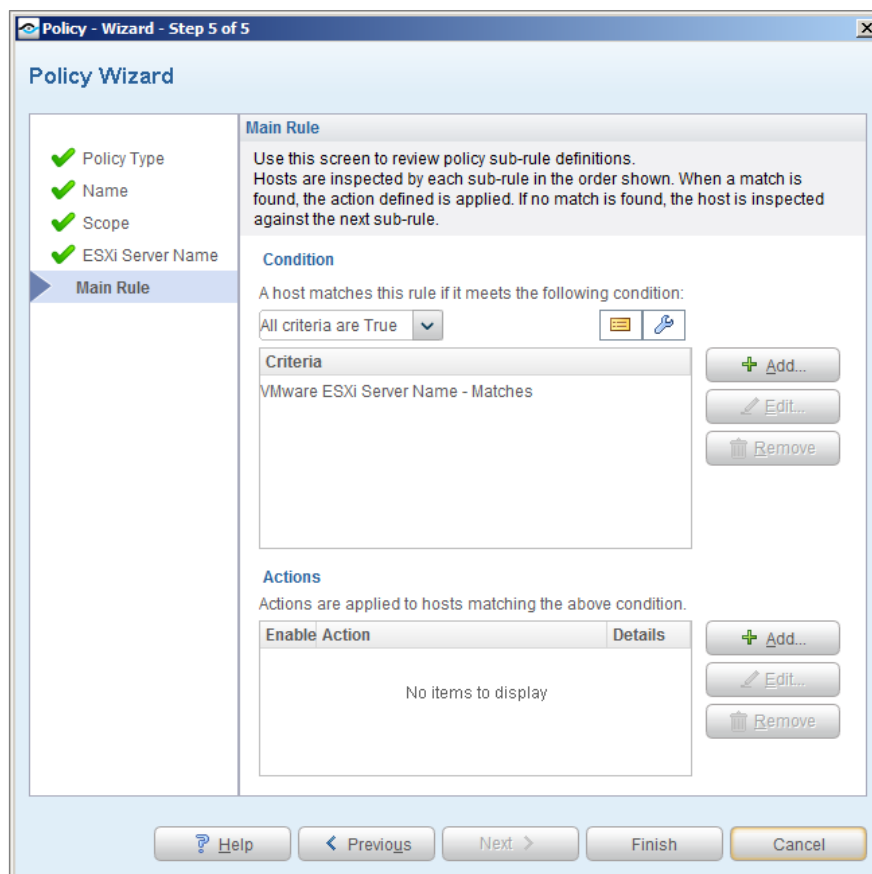 Policy - Wizard - Step 5 of 5
Policy Wizard
Policy Type
Name
Scope
ESXi Server Name
Main Rule
Main Rule
Use this screen to review policy sub-rule definitions.
Hosts are inspected by each sub-rule in the order shown. When a match is
found, the action defined is applied. If no match is found, the host is inspected
against the next sub-rule.
Condition
A host matches this rule if it meets the following condition:
All criteria are True
Criteria
VMware ESXi Server Name - Matches
Add...
Edit...
Remove
Actions
Actions are applied to hosts matching the above condition.
Enable Action Details
No items to display
Add...
Edit...
Remove
Help
Previous
Next
Finish
Cancel